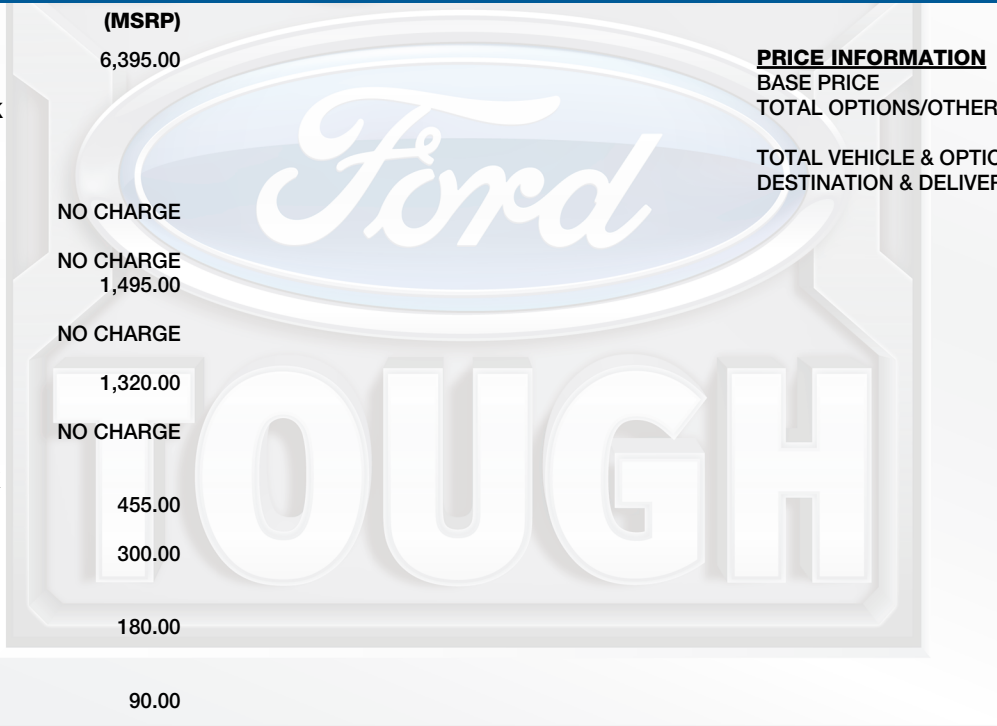 (MSRP)
6,395.00
NO CHARGE
NO CHARGE
1,495.00
NO CHARGE
1,320.00
NO CHARGE
455.00
300.00
180.00
90.00
PRICE INFORMATION
BASE PRICE
TOTAL OPTIONS/OTHER
TOTAL VEHICLE & OPTIO
DESTINATION & DELIVER
Ford
TOUGH